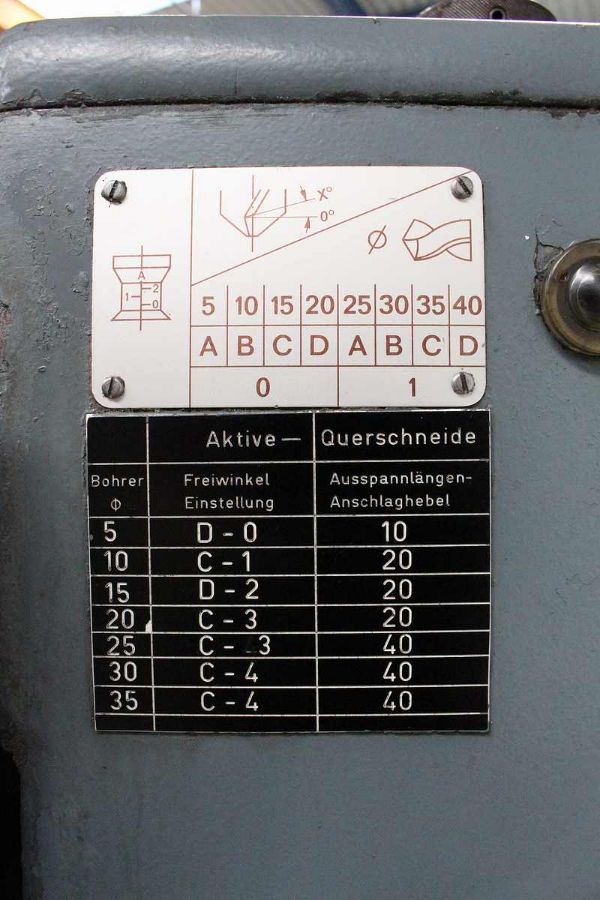 X°
0°
A
2
1
0
Ø
5 10 15 20 25 30 35 40
A B C D A B C D
0 1
Aktive — Querschneide
Bohrer Φ
Freiwinkel Einstellung
Ausspannlängen- Anschlaghebel
5 D - 0 10
10 C - 1 20
15 D - 2 20
20 C - 3 20
25 C - 3 40
30 C - 4 40
35 C - 4 40